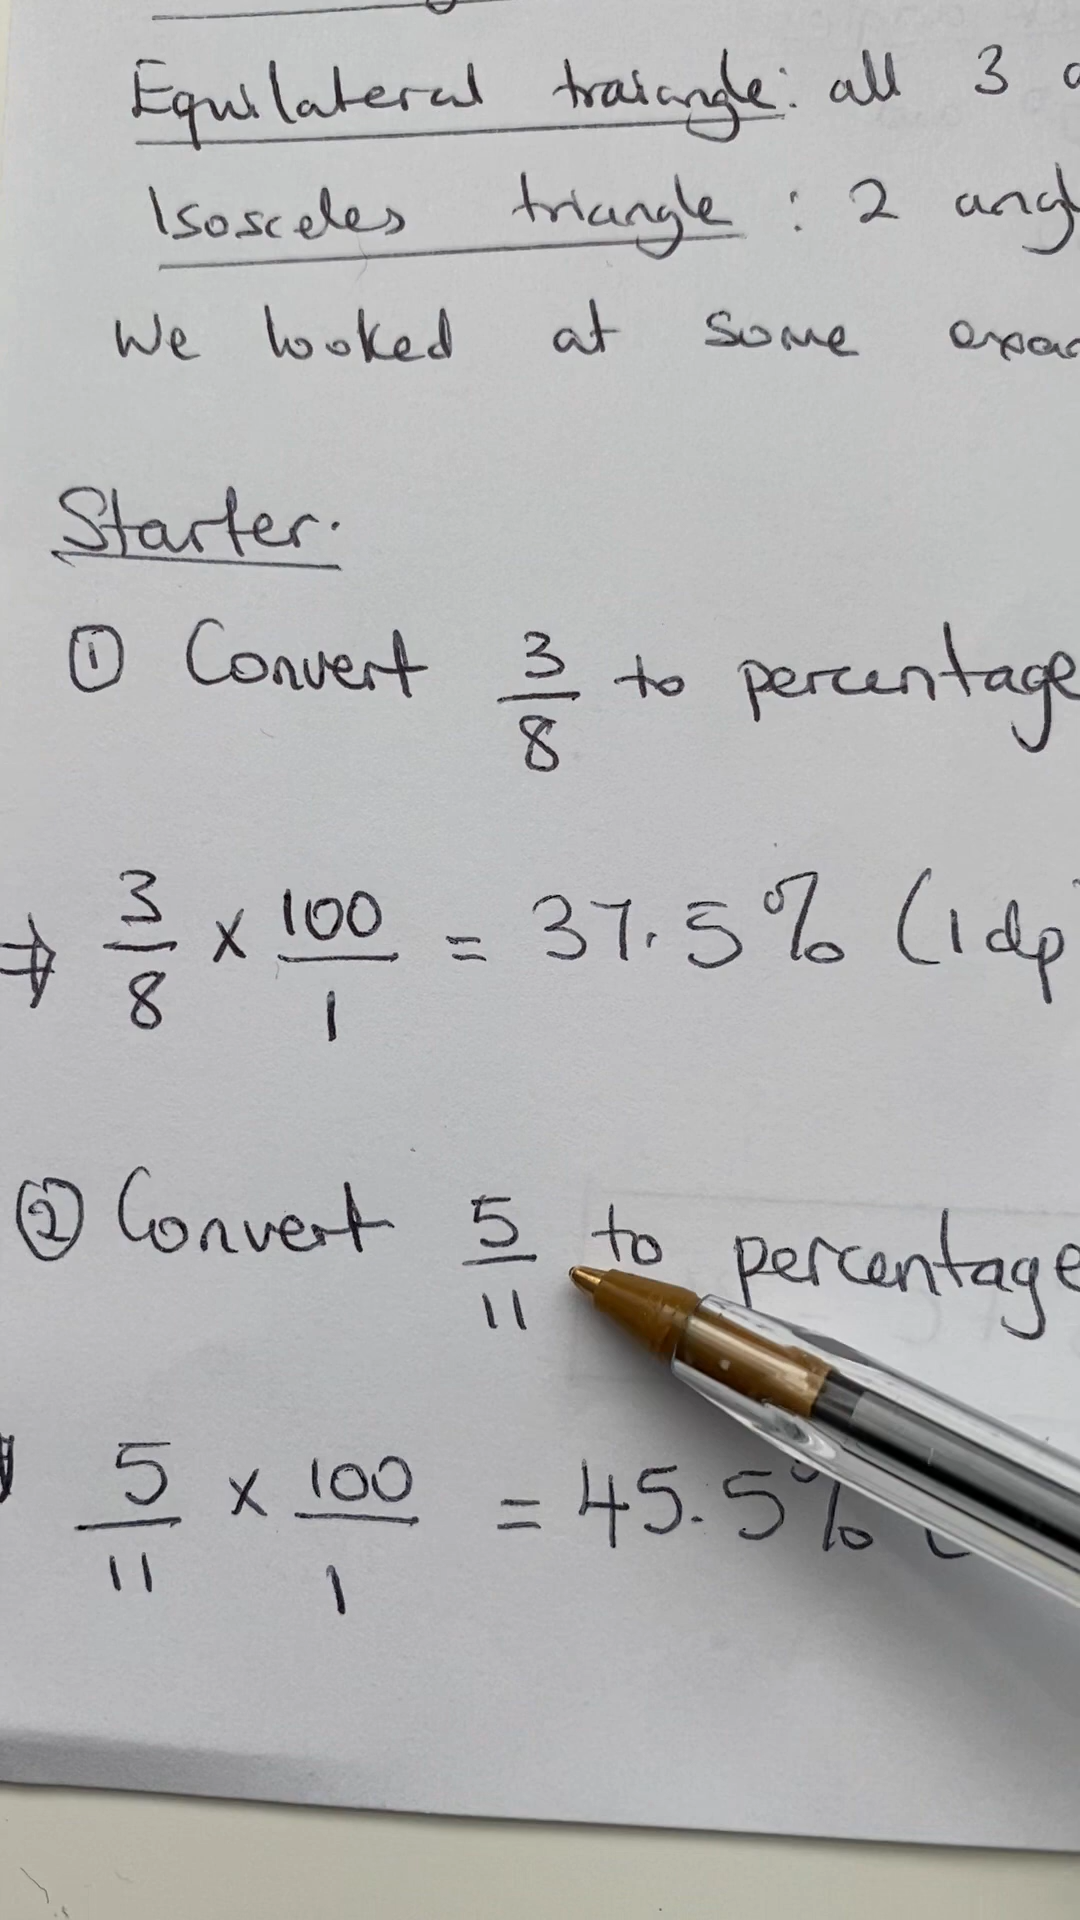 Equilateral traiangle: all 3
Isosceles triangle: 2
We looked at some
Starter.
① Convert 3/8 to percentage
⇒ 3/8 × 100/1 = 37.5% (1dp
② Convert 5/11 to percentage
5/11 × 100/1 = 45.5%